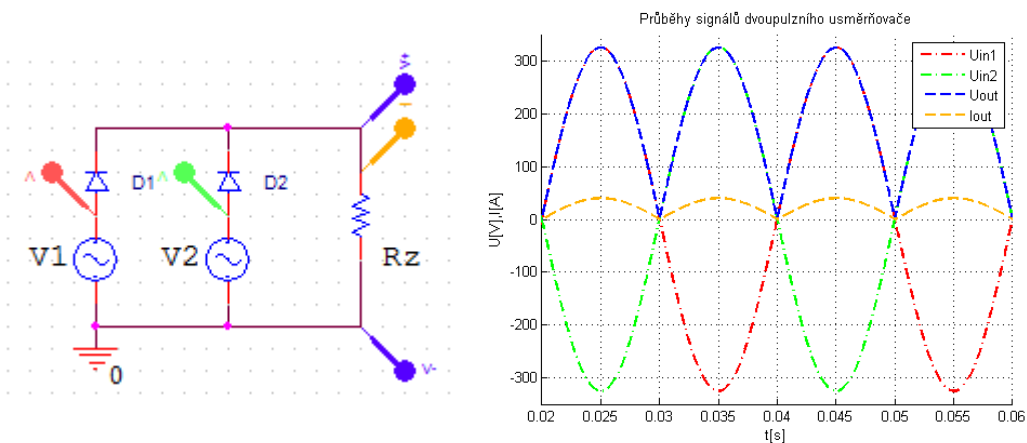 V+
I
V
D1
V
D2
V1
V2
Rz
0
V-
Průběhy signálů dvoupulzního usměrňovače
Uin1
Uin2
Uout
Iout
U[V],I[A]
300
200
100
0
-100
-200
-300
0.02
0.025
0.03
0.035
0.04
0.045
0.05
0.055
0.06
t[s]